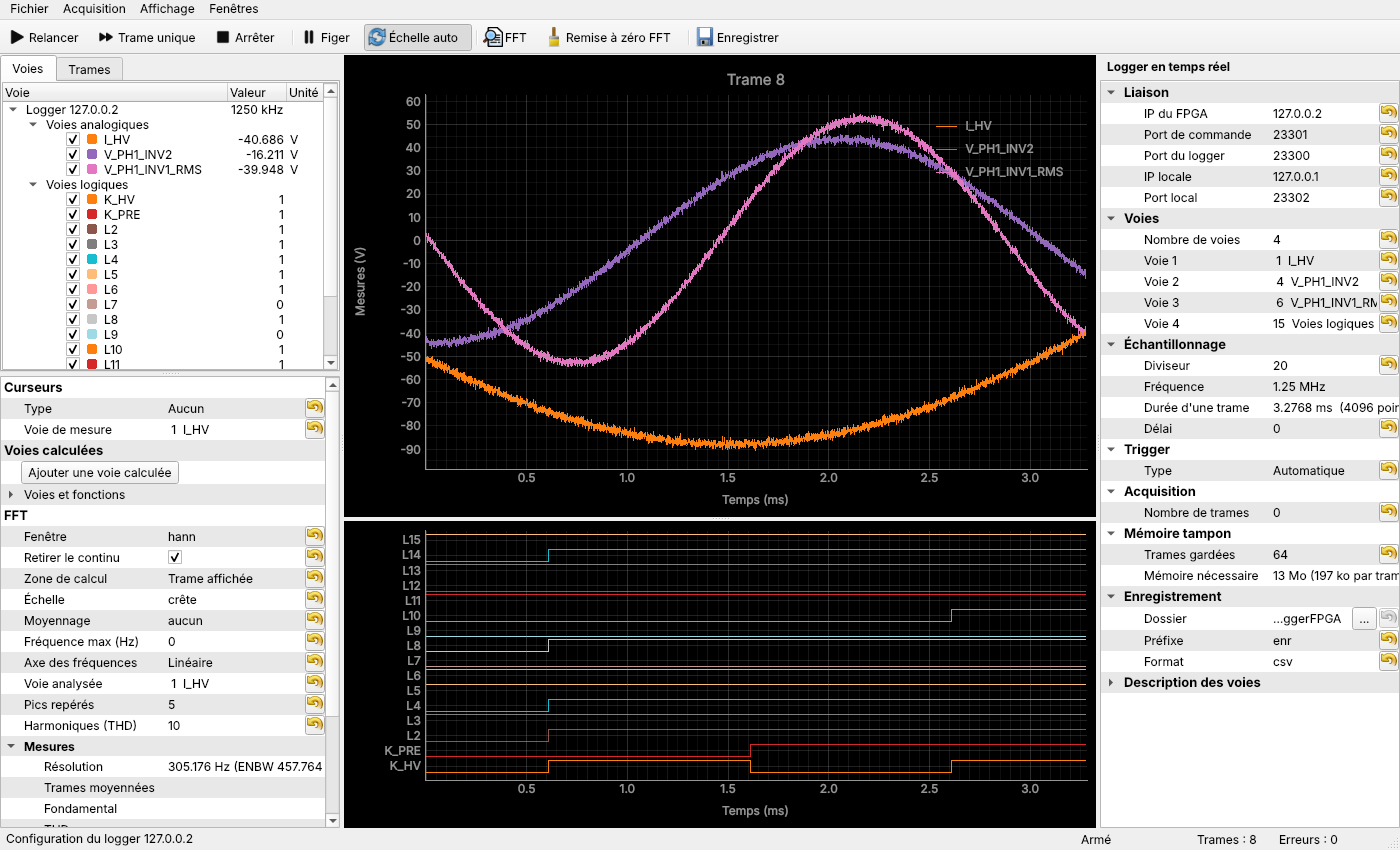 Fichier Acquisition Affichage Fenêtres
Relancer Trame unique Arrêter Figer Échelle auto FFT Remise à zéro FFT Enregistrer
Voies Trames
Voie Valeur Unité
Logger 127.0.0.2 1250 kHz
Voies analogiques
I_HV -40.686 V
V_PH1_INV2 -16.211 V
V_PH1_INV1_RMS -39.948 V
Voies logiques
K_HV 1
K_PRE 1
L2 1
L3 1
L4 1
L5 1
L6 1
L7 0
L8 1
L9 0
L10 1
L11 1
Curseurs
Type Aucun
Voie de mesure 1 I_HV
Voies calculées
Ajouter une voie calculée
Voies et fonctions
FFT
Fenêtre hann
Retirer le continu
Zone de calcul Trame affichée
Échelle crête
Moyennage aucun
Fréquence max (Hz) 0
Axe des fréquences Linéaire
Voie analysée 1 I_HV
Pics repérés 5
Harmoniques (THD) 10
Mesures
Résolution 305.176 Hz (ENBW 457.764
Trames moyennées
Fondamental
Trame 8
Mesures (V)
60
50
40
30
20
10
0
-10
-20
-30
-40
-50
-60
-70
-80
-90
I_HV
V_PH1_INV2
V_PH1_INV1_RMS
0.5 1.0 1.5 2.0 2.5 3.0
Temps (ms)
L15
L14
L13
L12
L11
L10
L9
L8
L7
L6
L5
L4
L3
L2
K_PRE
K_HV
0.5 1.0 1.5 2.0 2.5 3.0
Temps (ms)
Logger en temps réel
Liaison
IP du FPGA 127.0.0.2
Port de commande 23301
Port du logger 23300
IP locale 127.0.0.1
Port local 23302
Voies
Nombre de voies 4
Voie 1 1 I_HV
Voie 2 4 V_PH1_INV2
Voie 3 6 V_PH1_INV1_RM
Voie 4 15 Voies logiques
Échantillonnage
Diviseur 20
Fréquence 1.25 MHz
Durée d'une trame 3.2768 ms (4096 poin
Délai 0
Trigger
Type Automatique
Acquisition
Nombre de trames 0
Mémoire tampon
Trames gardées 64
Mémoire nécessaire 13 Mo (197 ko par tram
Enregistrement
Dossier ...ggerFPGA ...
Préfixe enr
Format csv
Description des voies
Configuration du logger 127.0.0.2 Armé Trames : 8 Erreurs : 0